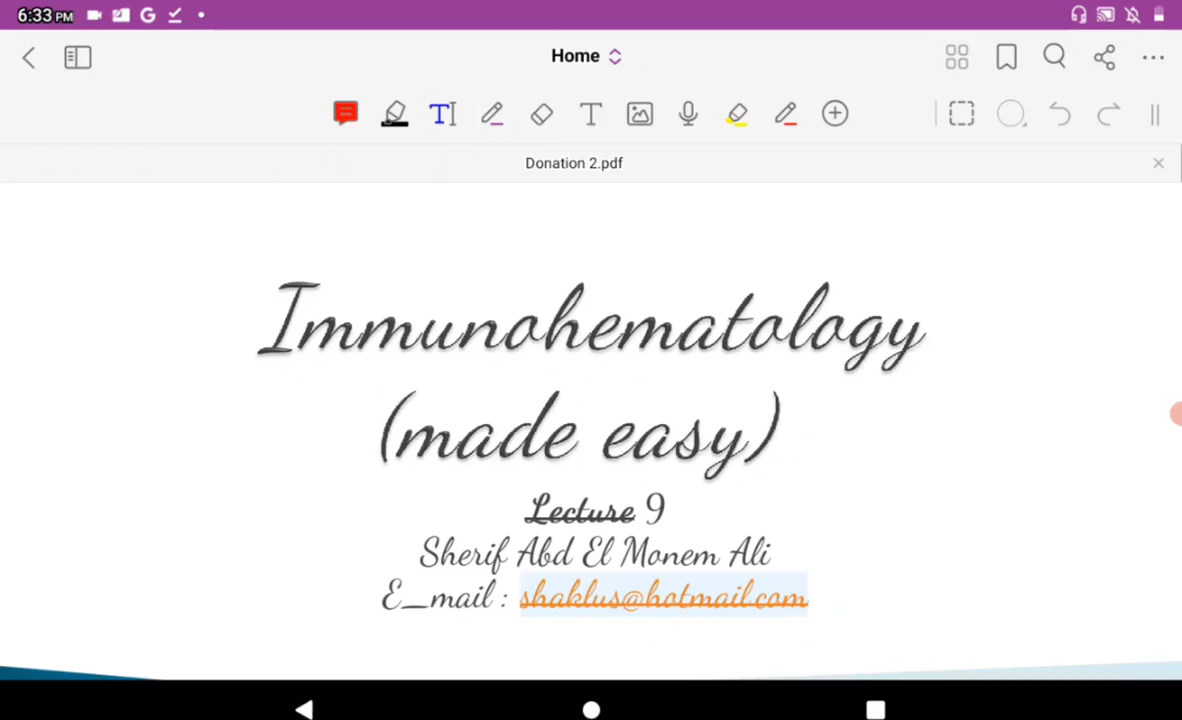 6:33 PM
Home
Donation 2.pdf
Immunohematology
(made easy)
Lecture 9
Sherif Abd El Monem Ali
E_mail : shaklus@hotmail.com